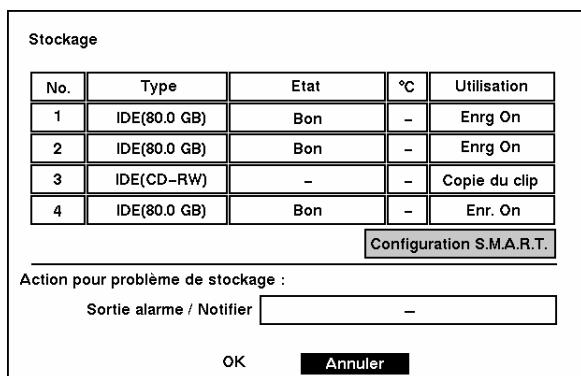 Stockage
No. Type Etat °C Utilisation
1 IDE(80.0 GB) Bon – Enrg On
2 IDE(80.0 GB) Bon – Enrg On
3 IDE(CD–RW) – – Copie du clip
4 IDE(80.0 GB) Bon – Enr. On
Configuration S.M.A.R.T.
Action pour problème de stockage :
Sortie alarme / Notifier –
OK Annuler